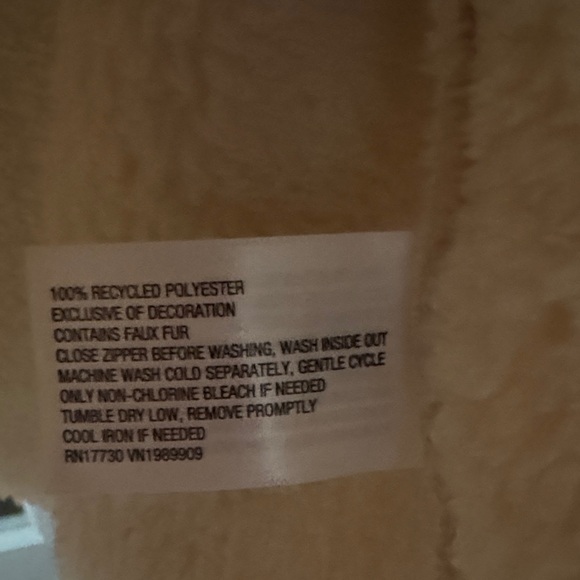 100% RECYCLED POLYESTER
EXCLUSIVE OF DECORATION
CONTAINS FAUX FUR
CLOSE ZIPPER BEFORE WASHING, WASH INSIDE OUT
MACHINE WASH COLD SEPARATELY, GENTLE CYCLE
ONLY NON-CHLORINE BLEACH IF NEEDED
TUMBLE DRY LOW, REMOVE PROMPTLY
COOL IRON IF NEEDED
RN17730 VN1989909